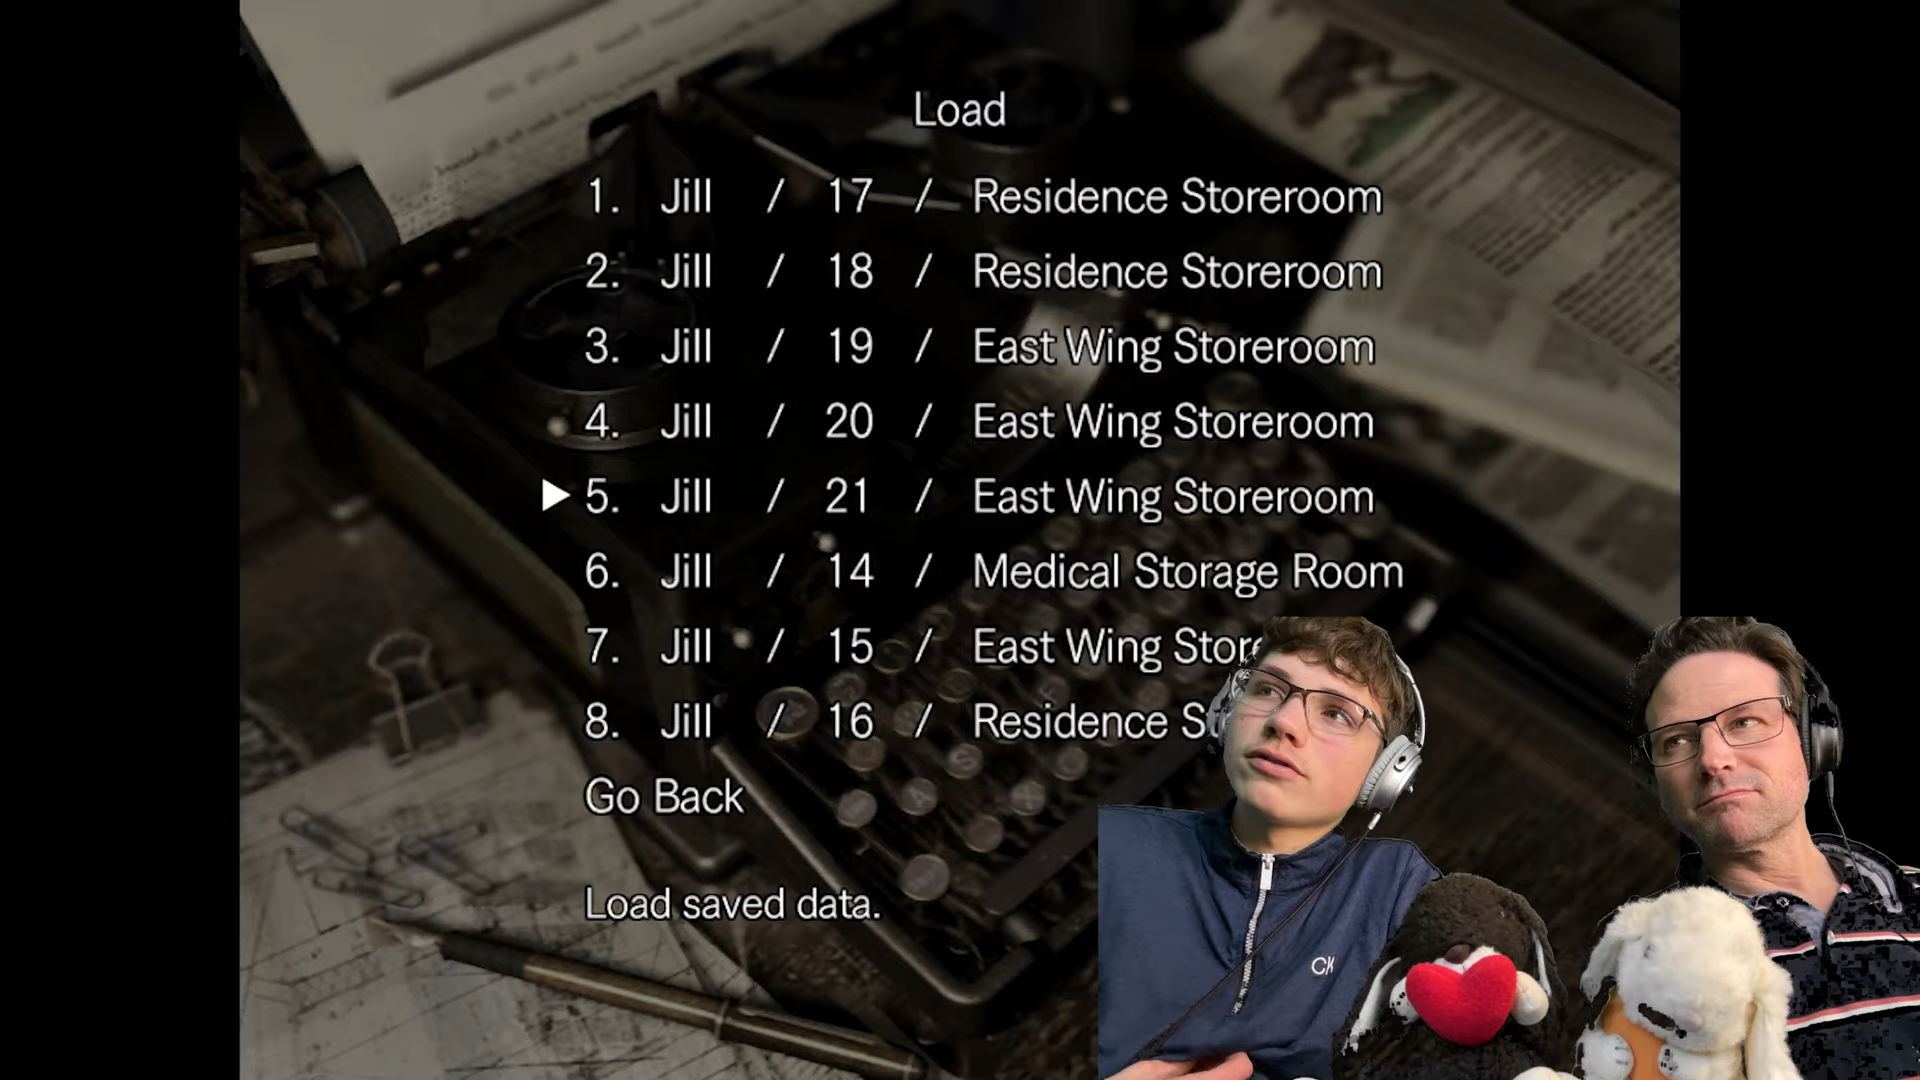 Load
1. Jill / 17 / Residence Storeroom
2. Jill / 18 / Residence Storeroom
3. Jill / 19 / East Wing Storeroom
4. Jill / 20 / East Wing Storeroom
5. Jill / 21 / East Wing Storeroom
6. Jill / 14 / Medical Storage Room
7. Jill / 15 / East Wing
8. Jill / 16 / Residence
Go Back
Load saved data.
CK